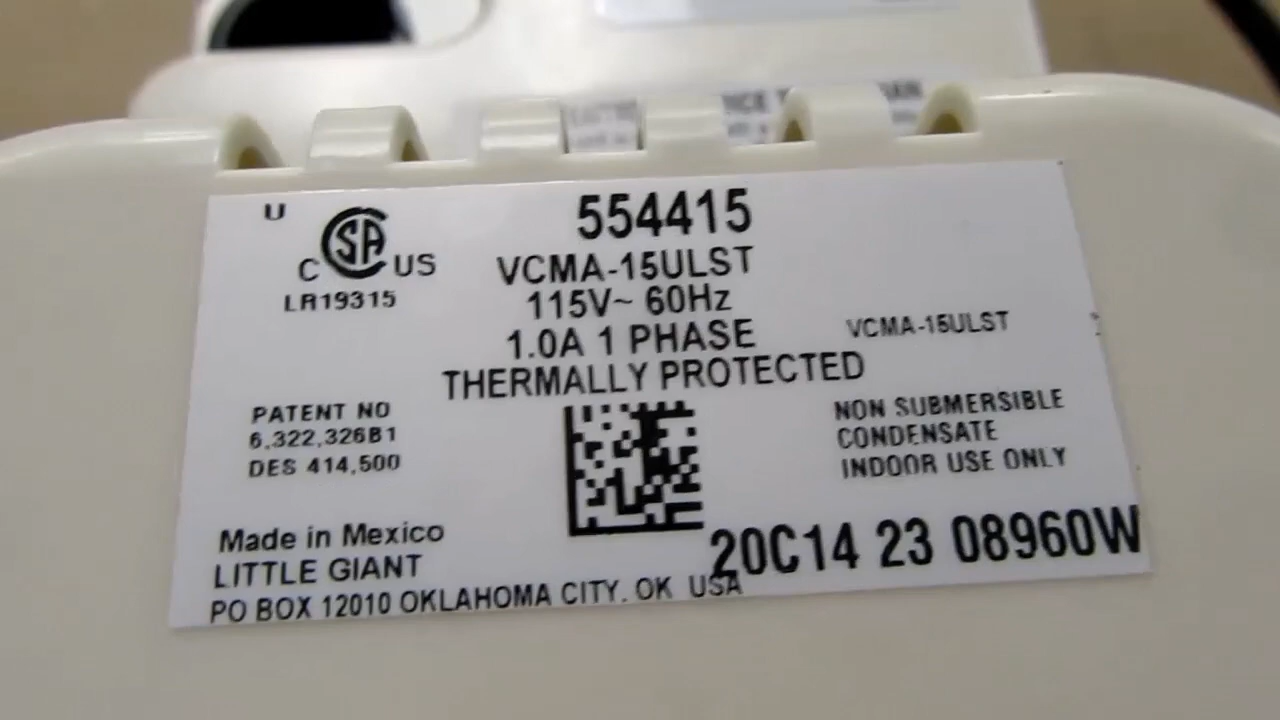 U
CSA
C US
LR19315
554415
VCMA-15ULST
115V~ 60Hz
1.0A 1 PHASE
THERMALLY PROTECTED
VCMA-15ULST
PATENT NO
6,322,326B1
DES 414,500
NON SUBMERSIBLE
CONDENSATE
INDOOR USE ONLY
Made in Mexico
LITTLE GIANT
PO BOX 12010 OKLAHOMA CITY, OK USA
20C14 23 08960W